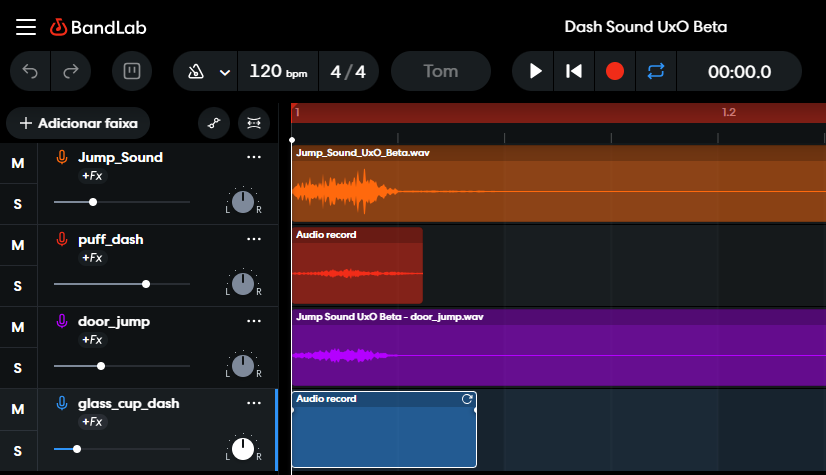 BandLab
Dash Sound UxO Beta
120 bpm
4 / 4
Tom
00:00.0
+ Adicionar faixa
1
1.2
M
Jump_Sound
+Fx
S
L
R
Jump_Sound_UxO_Beta.wav
M
puff_dash
+Fx
S
L
R
Audio record
M
door_jump
+Fx
S
L
R
Jump Sound UxO Beta - door_jump.wav
M
glass_cup_dash
+Fx
S
L
R
Audio record